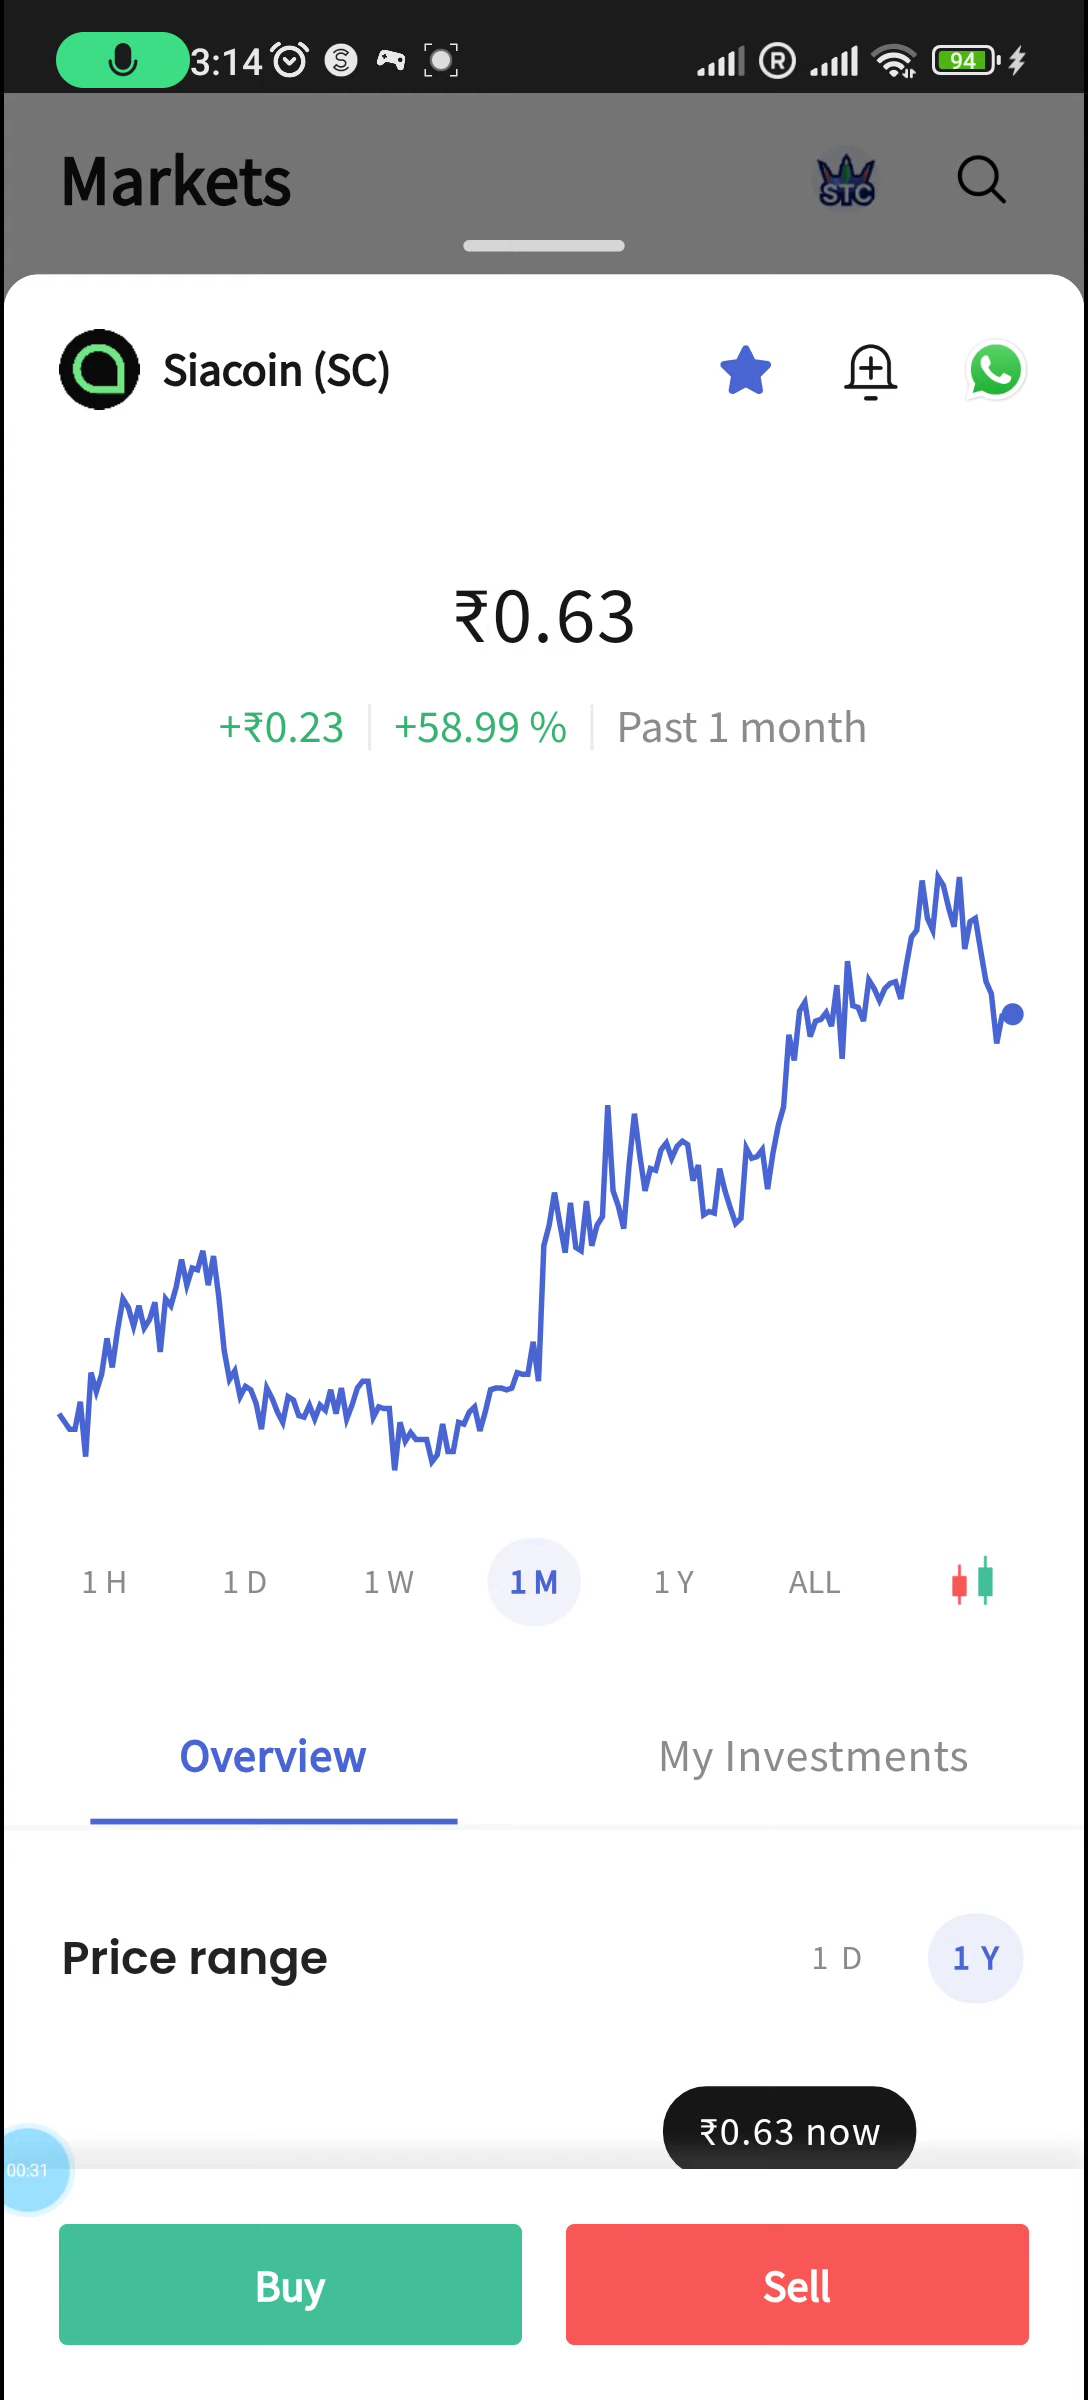 3:14
94
Markets
STC
Siacoin (SC)
₹0.63
+₹0.23 +58.99 % Past 1 month
1 H 1 D 1 W 1 M 1 Y ALL
Overview My Investments
Price range 1 D 1 Y
₹0.63 now
00:31
Buy Sell